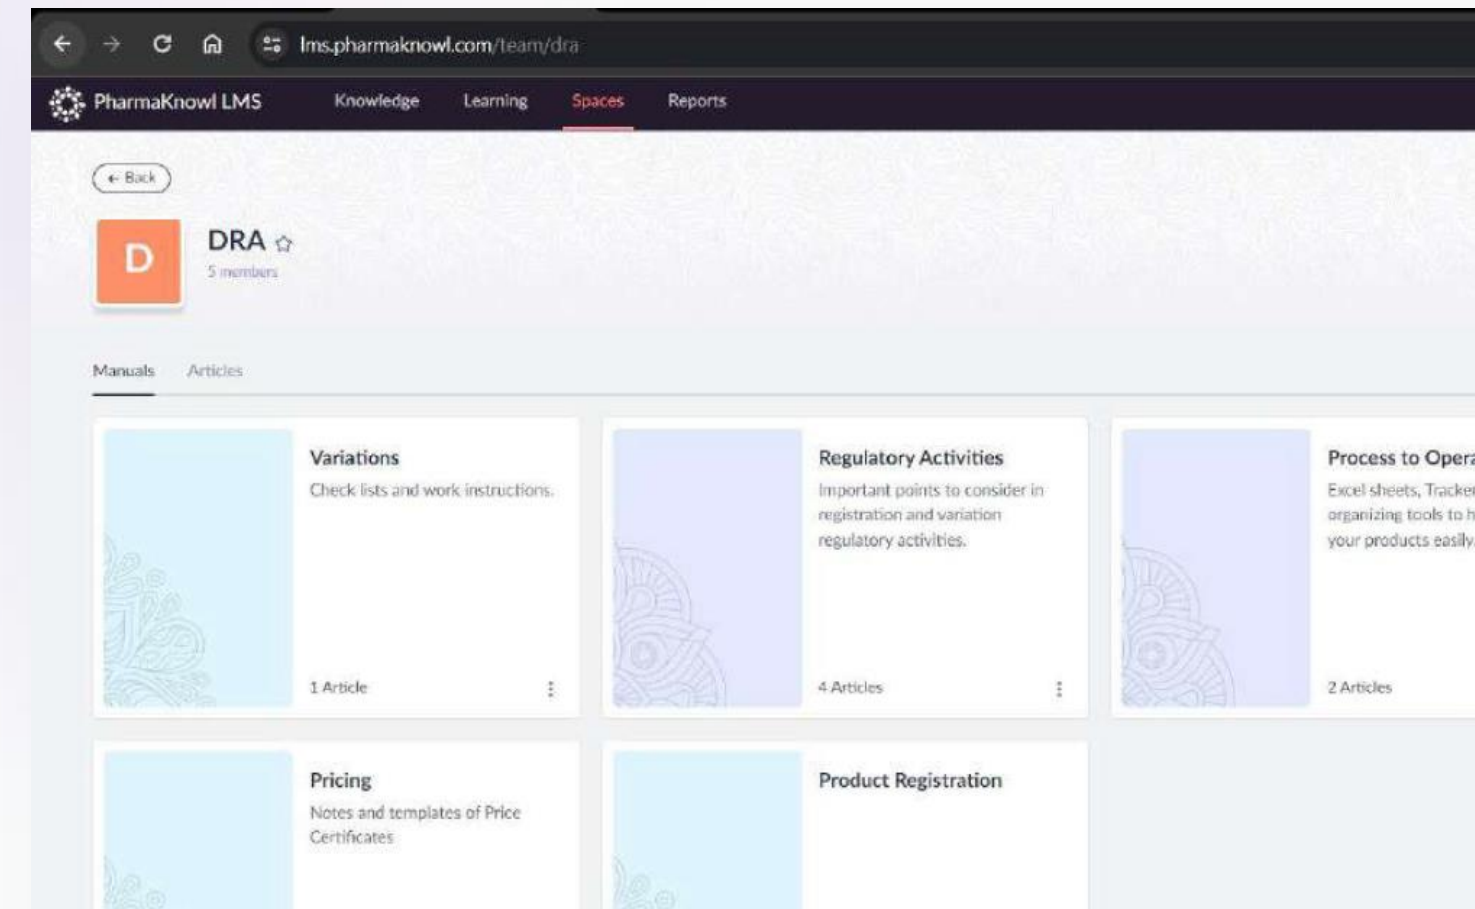 lms.pharmaknowl.com/team/dra
PharmaKnowl LMS Knowledge Learning Spaces Reports
← Back
D
DRA
5 members
Manuals Articles
Variations
Check lists and work instructions.
1 Article
Regulatory Activities
Important points to consider in
registration and variation
regulatory activities.
4 Articles
Process to Opera
Excel sheets, Tracker
organizing tools to h
your products easily.
2 Articles
Pricing
Notes and templates of Price
Certificates
Product Registration